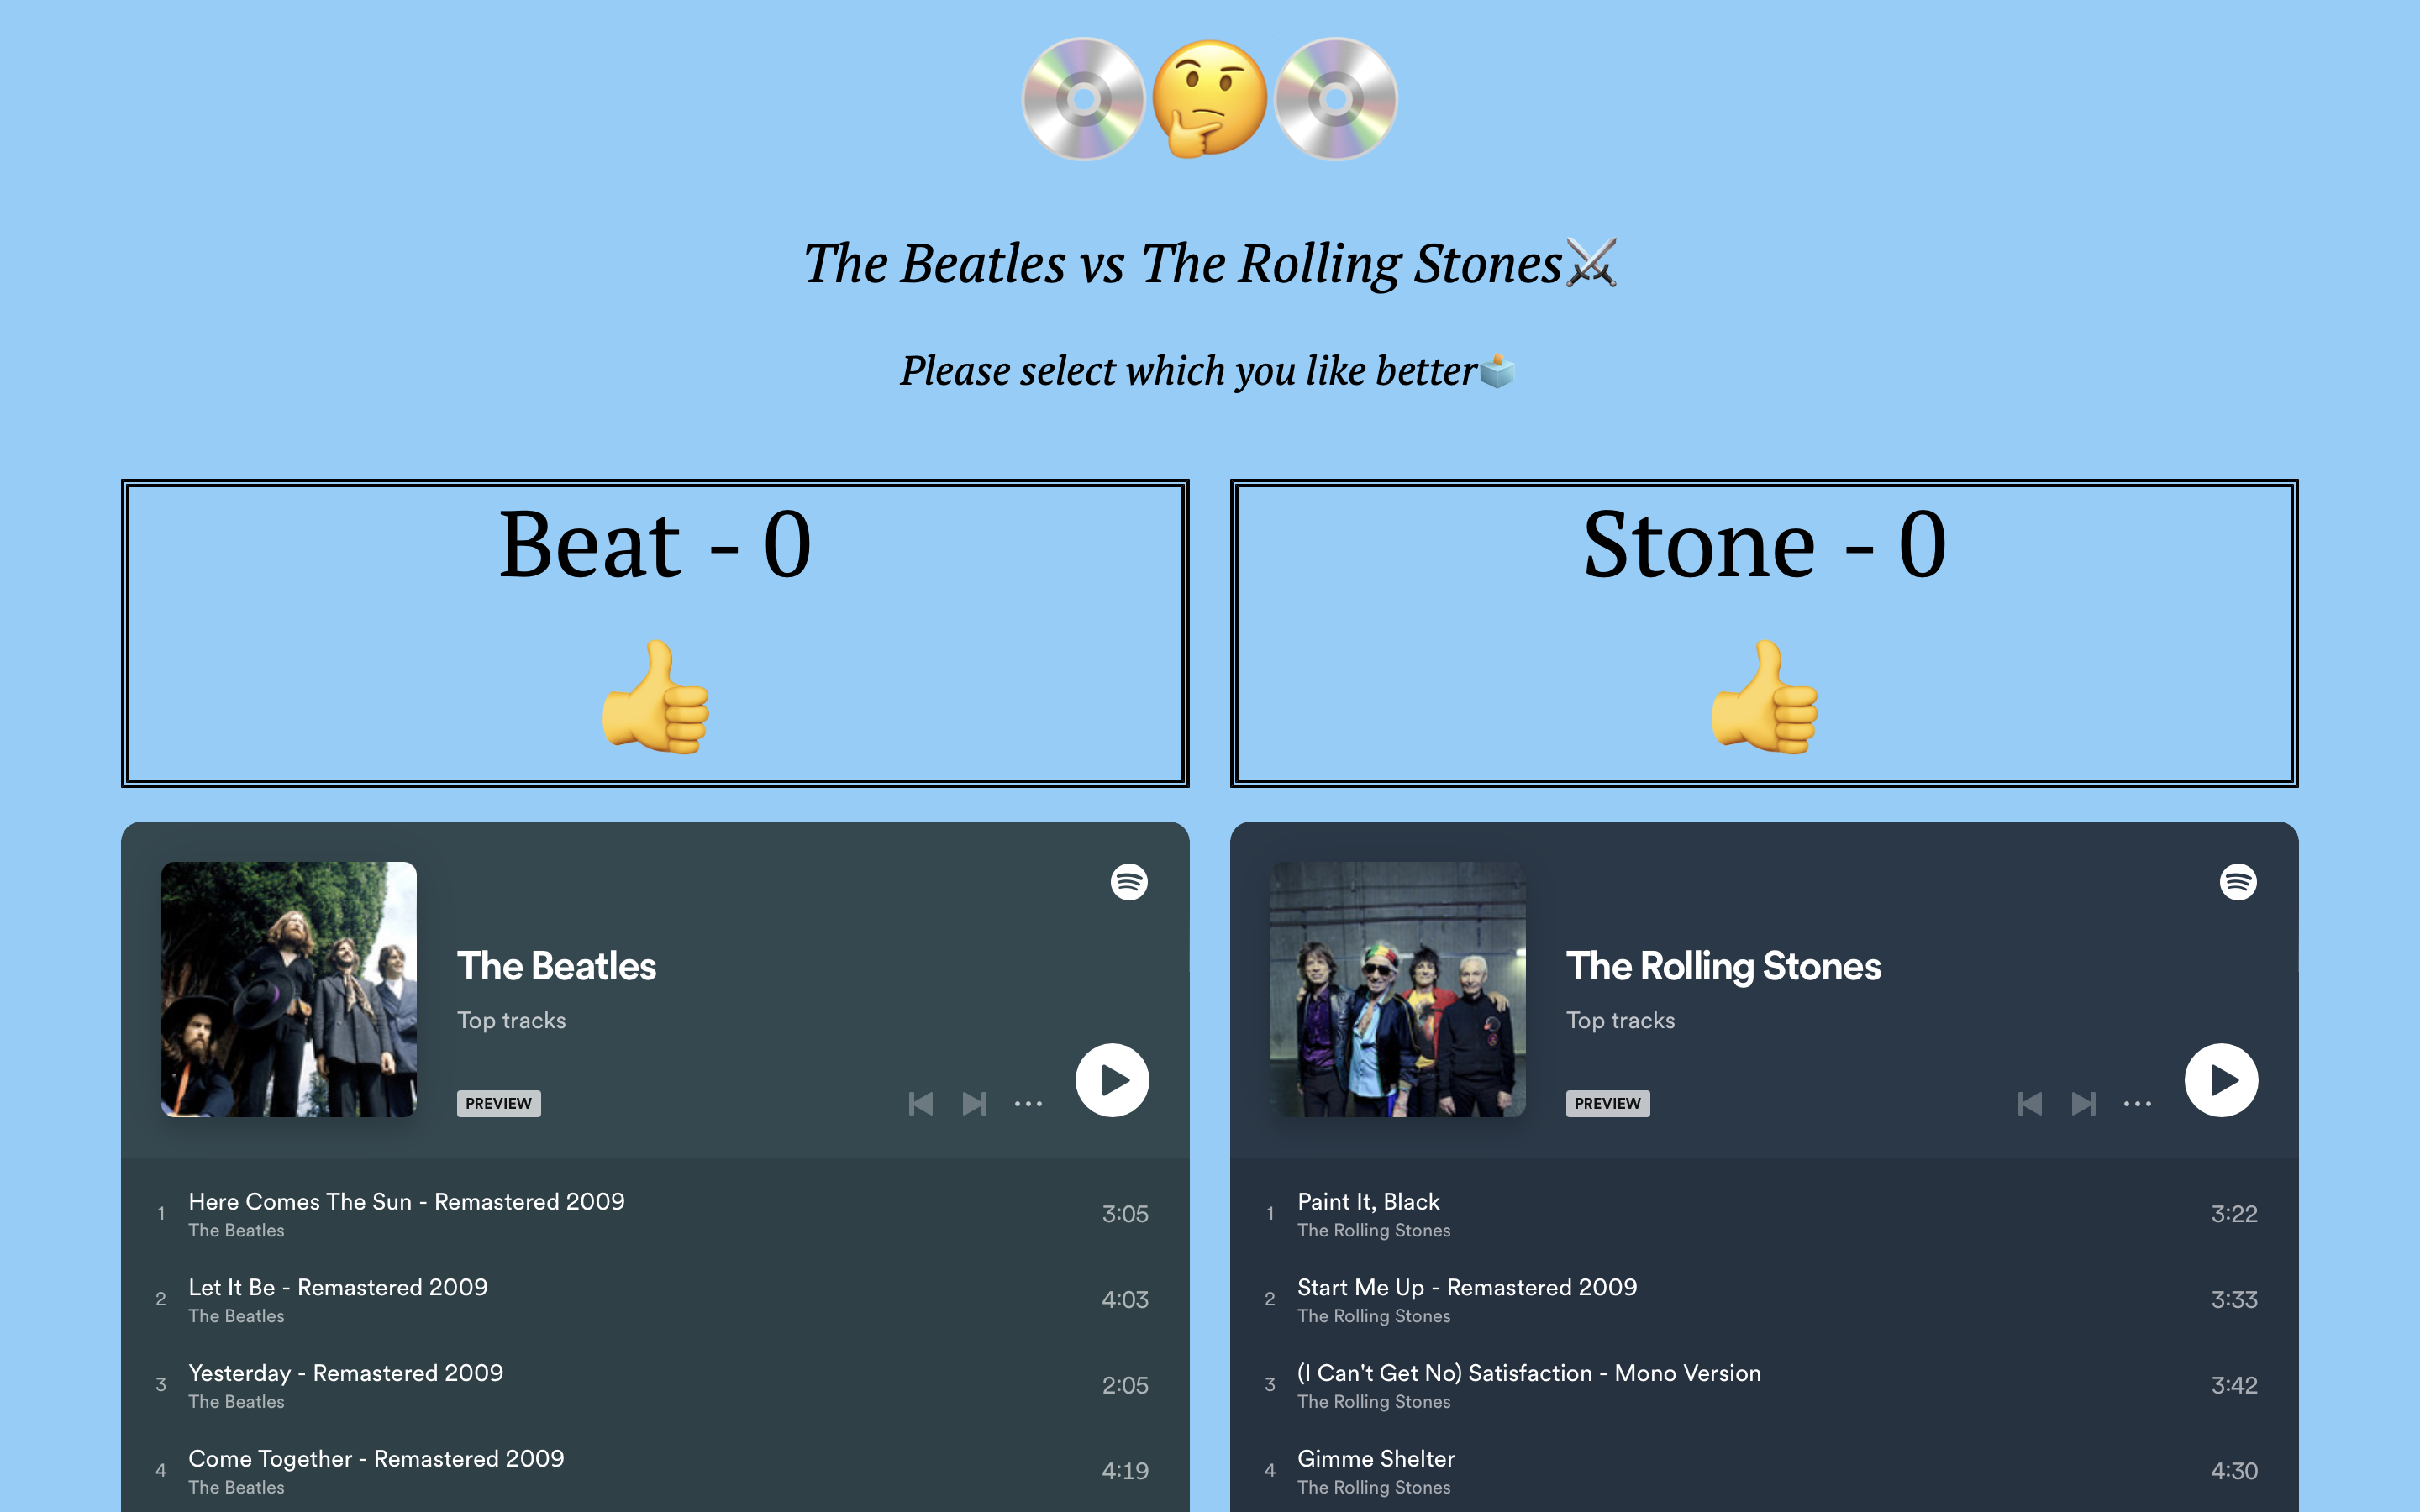 The Beatles vs The Rolling Stones⚔️
Please select which you like better🗳️
Beat - 0
👍
Stone - 0
👍
The Beatles
Top tracks
PREVIEW
1
Here Comes The Sun - Remastered 2009
The Beatles
3:05
2
Let It Be - Remastered 2009
The Beatles
4:03
3
Yesterday - Remastered 2009
The Beatles
2:05
4
Come Together - Remastered 2009
The Beatles
4:19
The Rolling Stones
Top tracks
PREVIEW
1
Paint It, Black
The Rolling Stones
3:22
2
Start Me Up - Remastered 2009
The Rolling Stones
3:33
3
(I Can't Get No) Satisfaction - Mono Version
The Rolling Stones
3:42
4
Gimme Shelter
The Rolling Stones
4:30